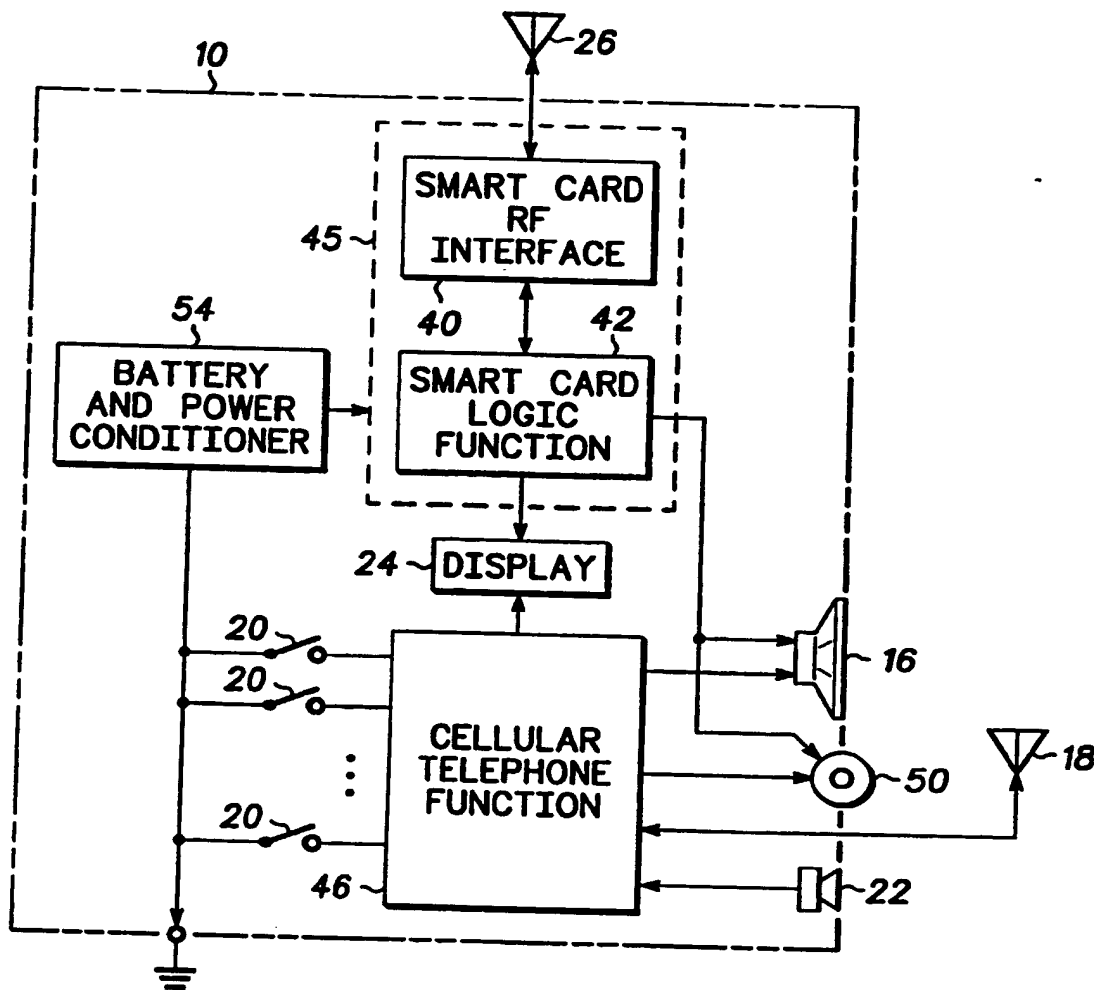 26
10
SMART CARD
RF
INTERFACE
45
40
42
54
BATTERY
AND POWER
CONDITIONER
SMART CARD
LOGIC
FUNCTION
24
DISPLAY
20
20
20
16
CELLULAR
TELEPHONE
FUNCTION
18
50
46
22